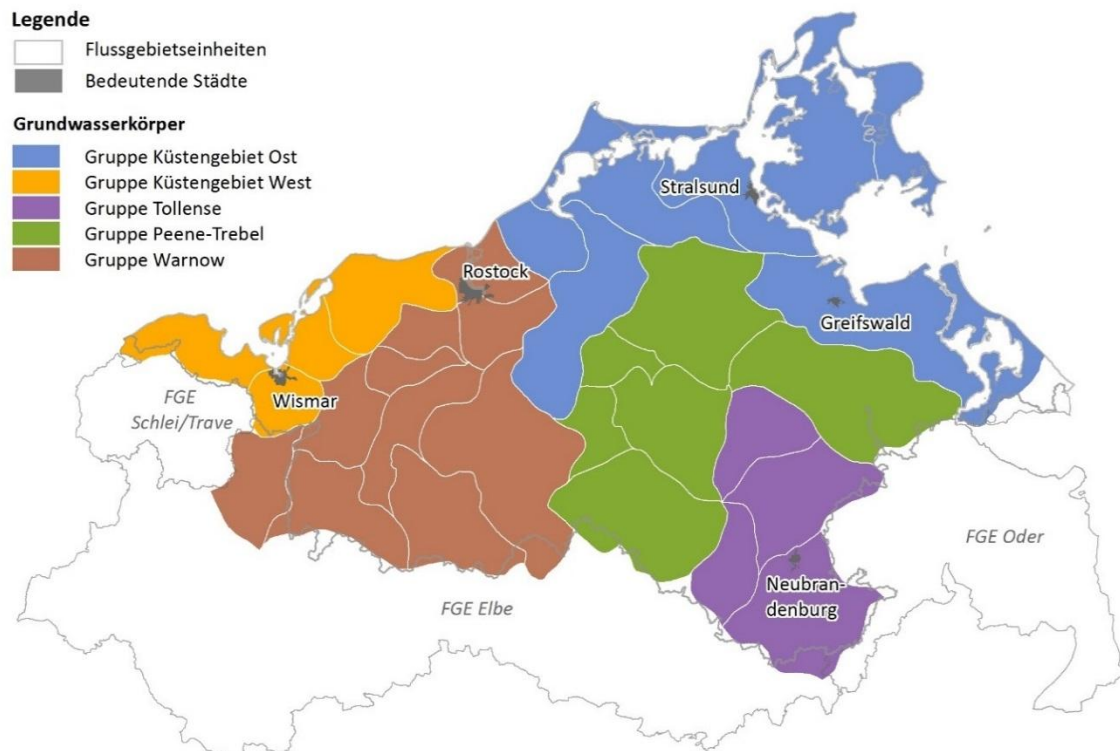 Legende
Flussgebietseinheiten
Bedeutende Städte
Grundwasserkörper
Gruppe Küstengebiet Ost
Gruppe Küstengebiet West
Gruppe Tollense
Gruppe Peene-Trebel
Gruppe Warnow
Stralsund
Rostock
Greifswald
Wismar
FGE
Schlei/Trave
FGE Oder
Neubran-
denburg
FGE Elbe